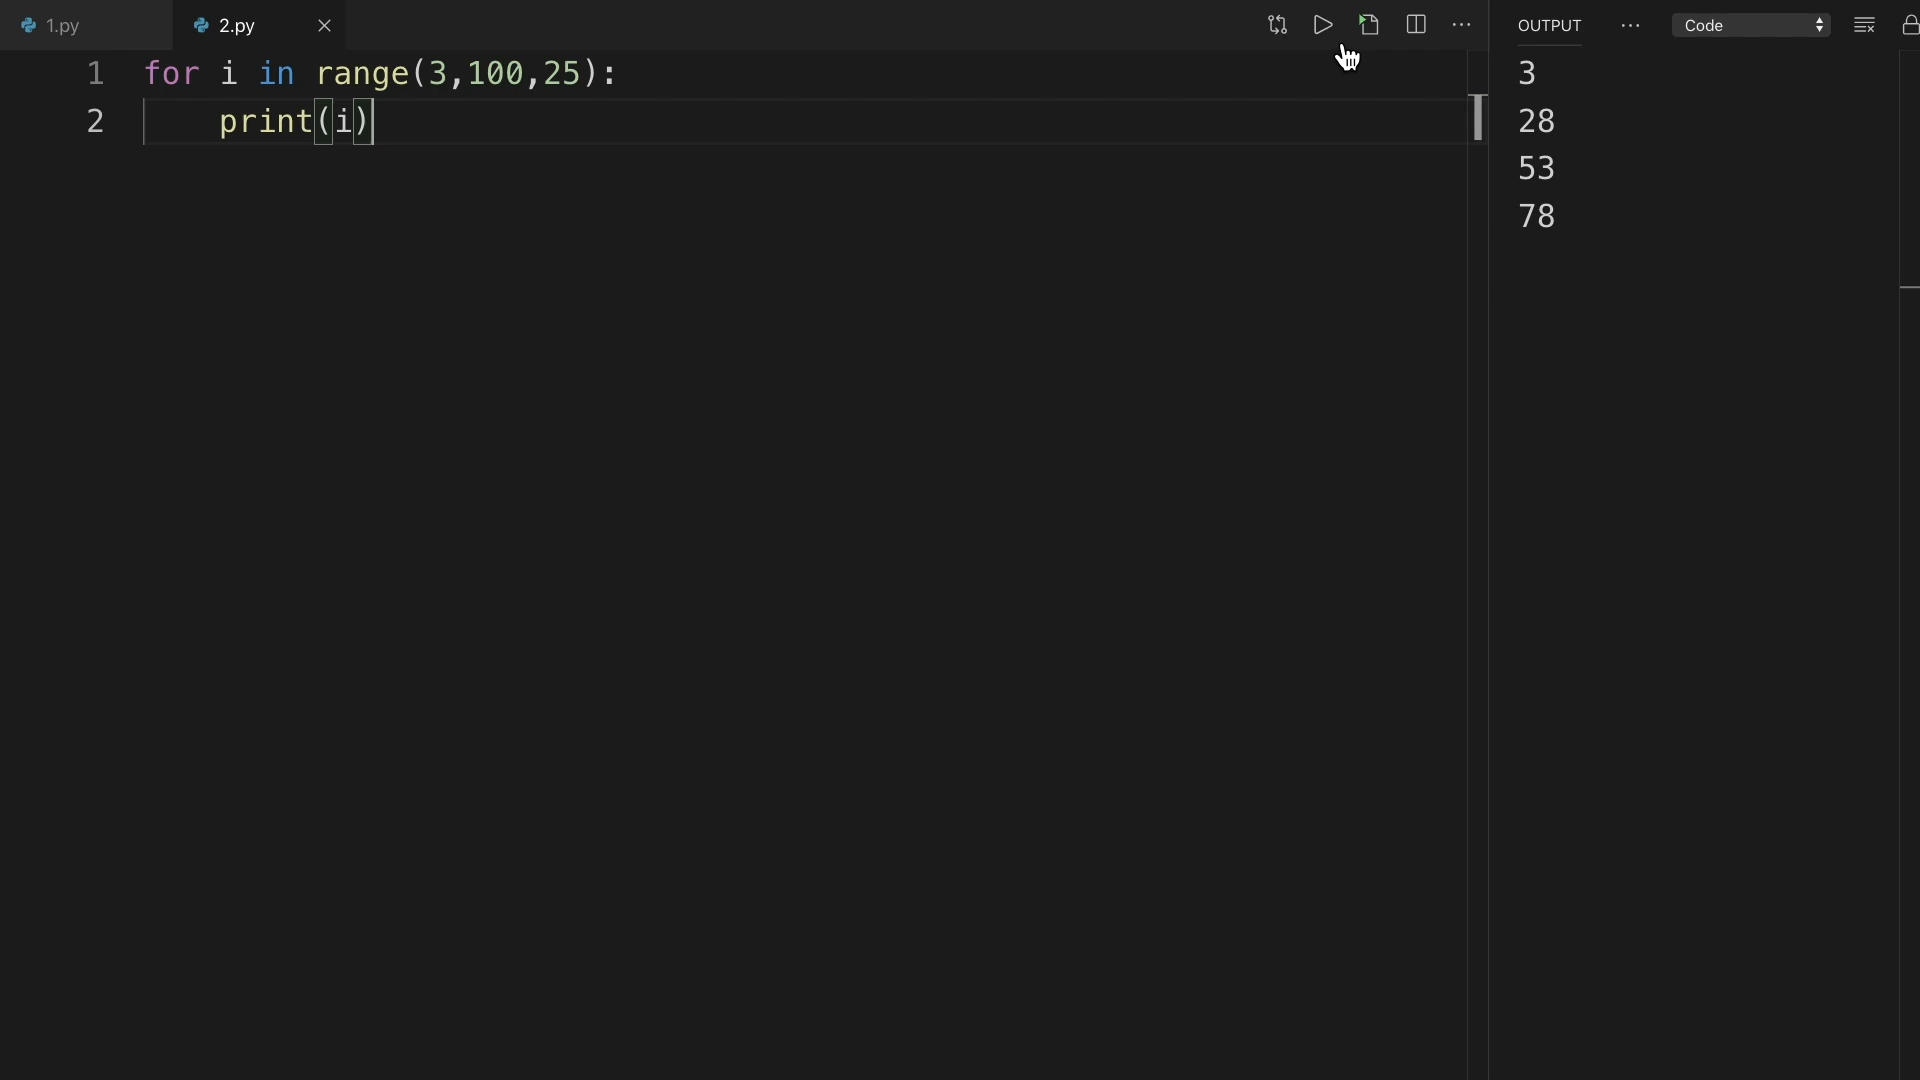 1.py
2.py
OUTPUT
Code
1 for i in range(3,100,25):
2     print(i)
3
28
53
78